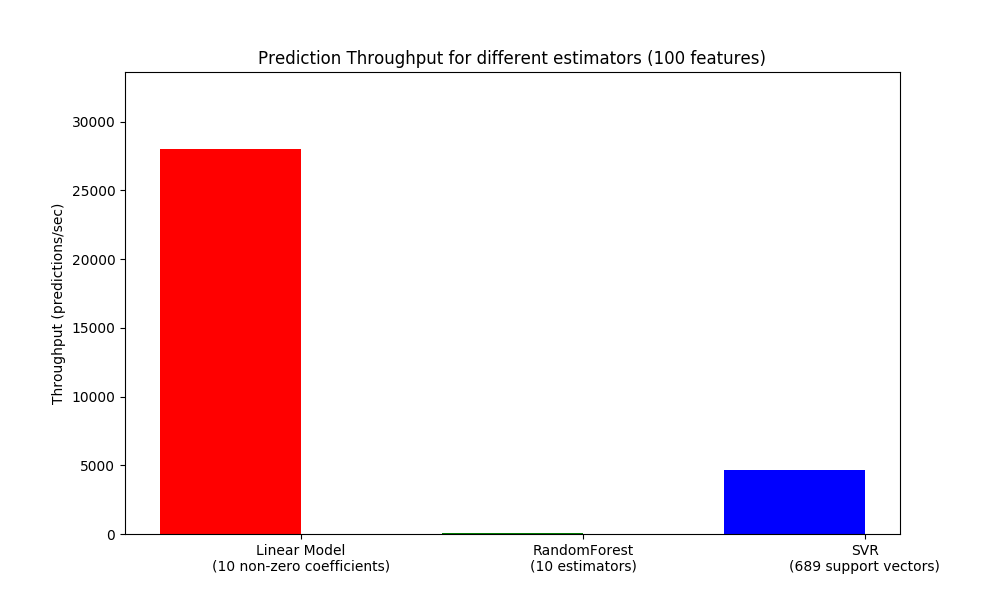 Prediction Throughput for different estimators (100 features)
Throughput (predictions/sec)
30000
25000
20000
15000
10000
5000
0
Linear Model
(10 non-zero coefficients)
RandomForest
(10 estimators)
SVR
(689 support vectors)